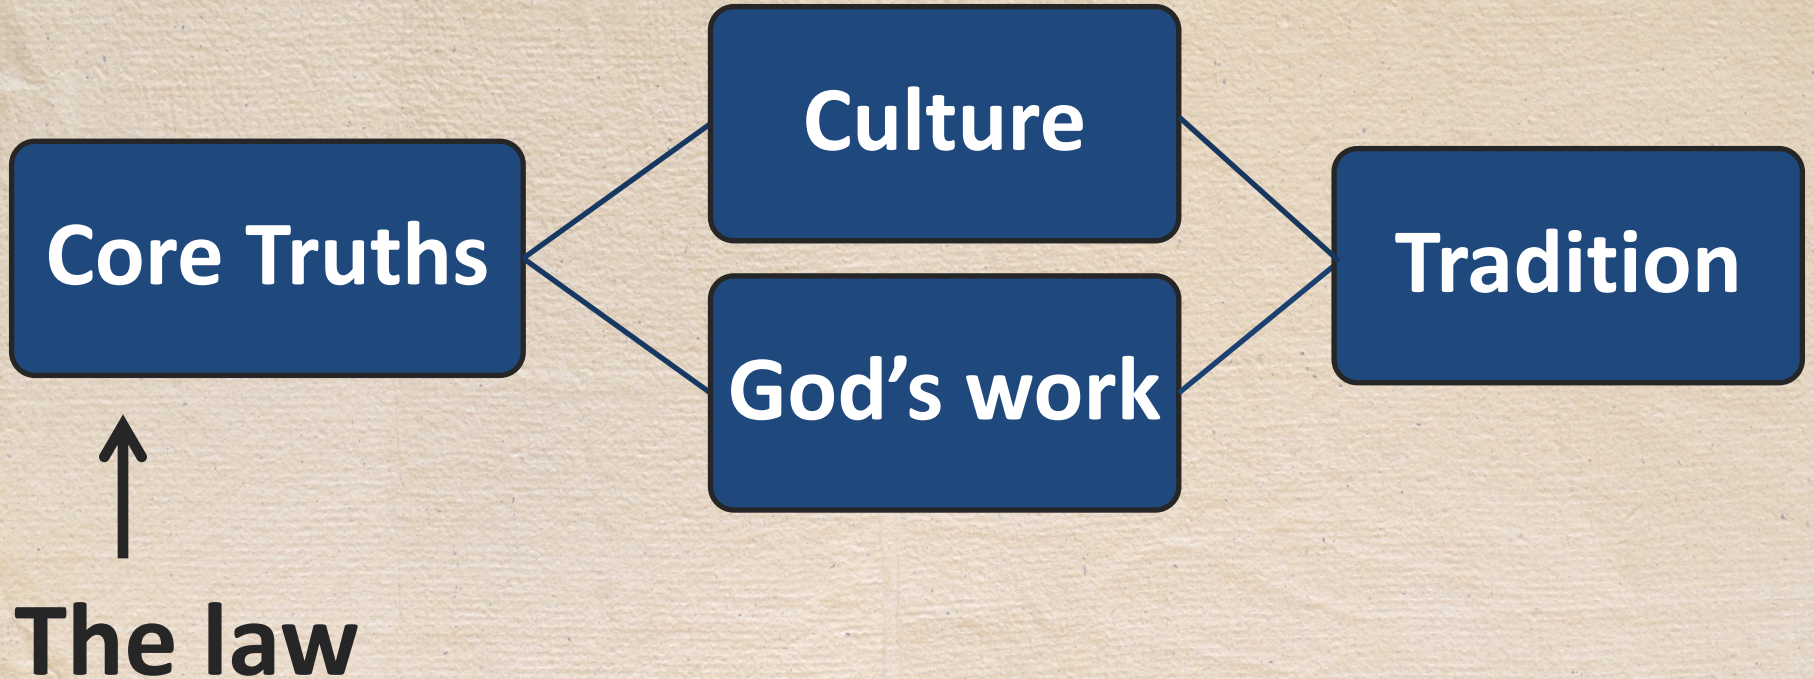 Core Truths
Culture
God’s work
Tradition
The law